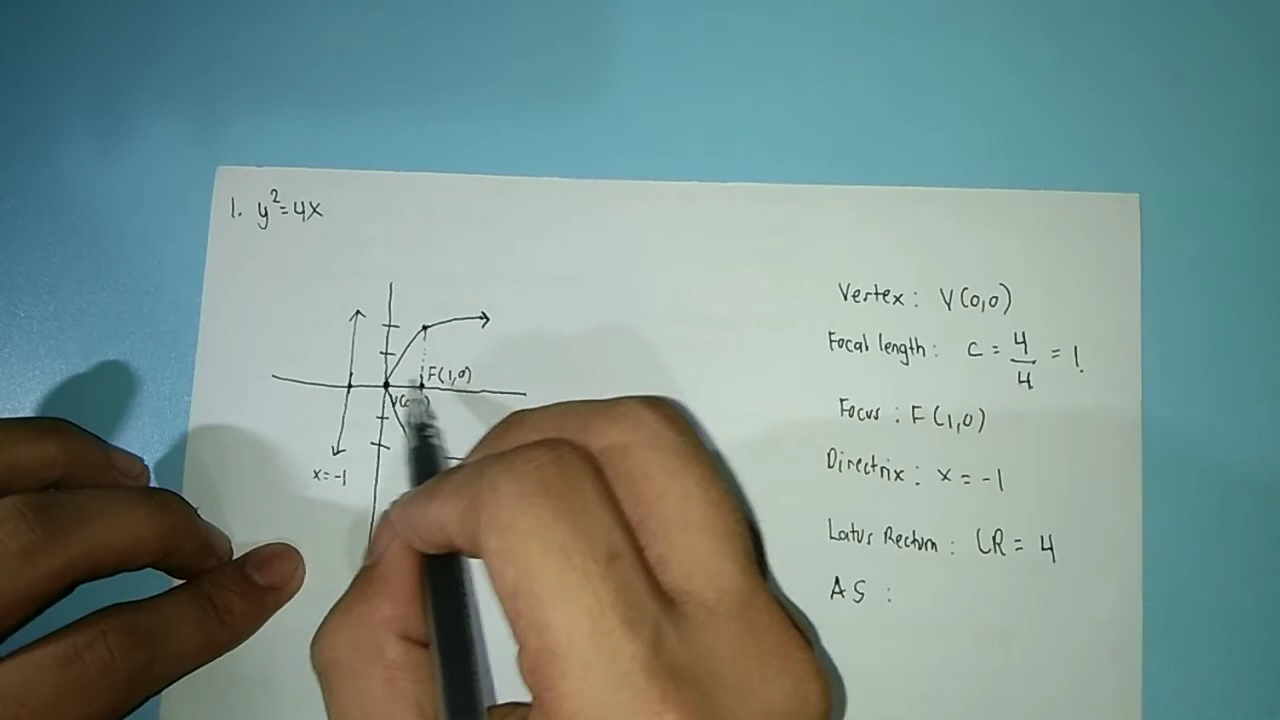 1. y²=4x
Vertex: V(0,0)
Focal length: c = 4/4 = 1.
F(1,0)
Focus: F(1,0)
x=-1
Directrix: x = -1
Latus Rectum: LR = 4
AS: